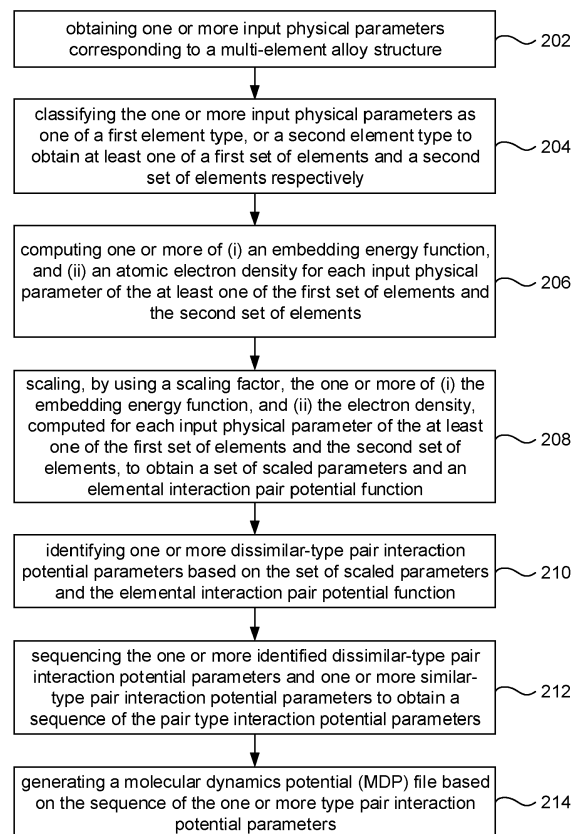 obtaining one or more input physical parameters
corresponding to a multi-element alloy structure
202
classifying the one or more input physical parameters as
one of a first element type, or a second element type to
obtain at least one of a first set of elements and a second
set of elements respectively
204
computing one or more of (i) an embedding energy function,
and (ii) an atomic electron density for each input physical
parameter of the at least one of the first set of elements and
the second set of elements
206
scaling, by using a scaling factor, the one or more of (i) the
embedding energy function, and (ii) the electron density,
computed for each input physical parameter of the at least
one of the first set of elements and the second set of
elements, to obtain a set of scaled parameters and an
elemental interaction pair potential function
208
identifying one or more dissimilar-type pair interaction
potential parameters based on the set of scaled parameters
and the elemental interaction pair potential function
210
sequencing the one or more identified dissimilar-type pair
interaction potential parameters and one or more similar-
type pair interaction potential parameters to obtain a
sequence of the pair type interaction potential parameters
212
generating a molecular dynamics potential (MDP) file based
on the sequence of the one or more type pair interaction
potential parameters
214